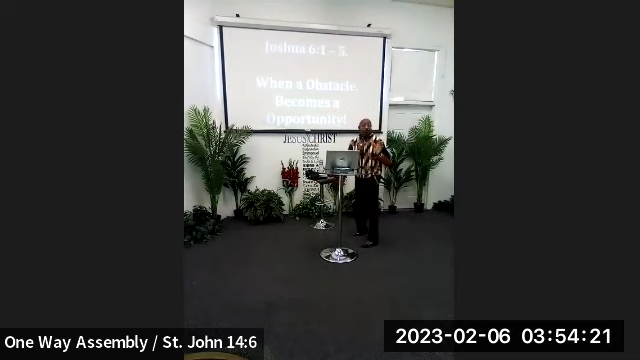 Joshua 6:1 - 5.
When a Obstacle.
Becomes a
Opportunity!
JESUS CHRIST
One Way Assembly / St. John 14:6
2023-02-06 03:54:21